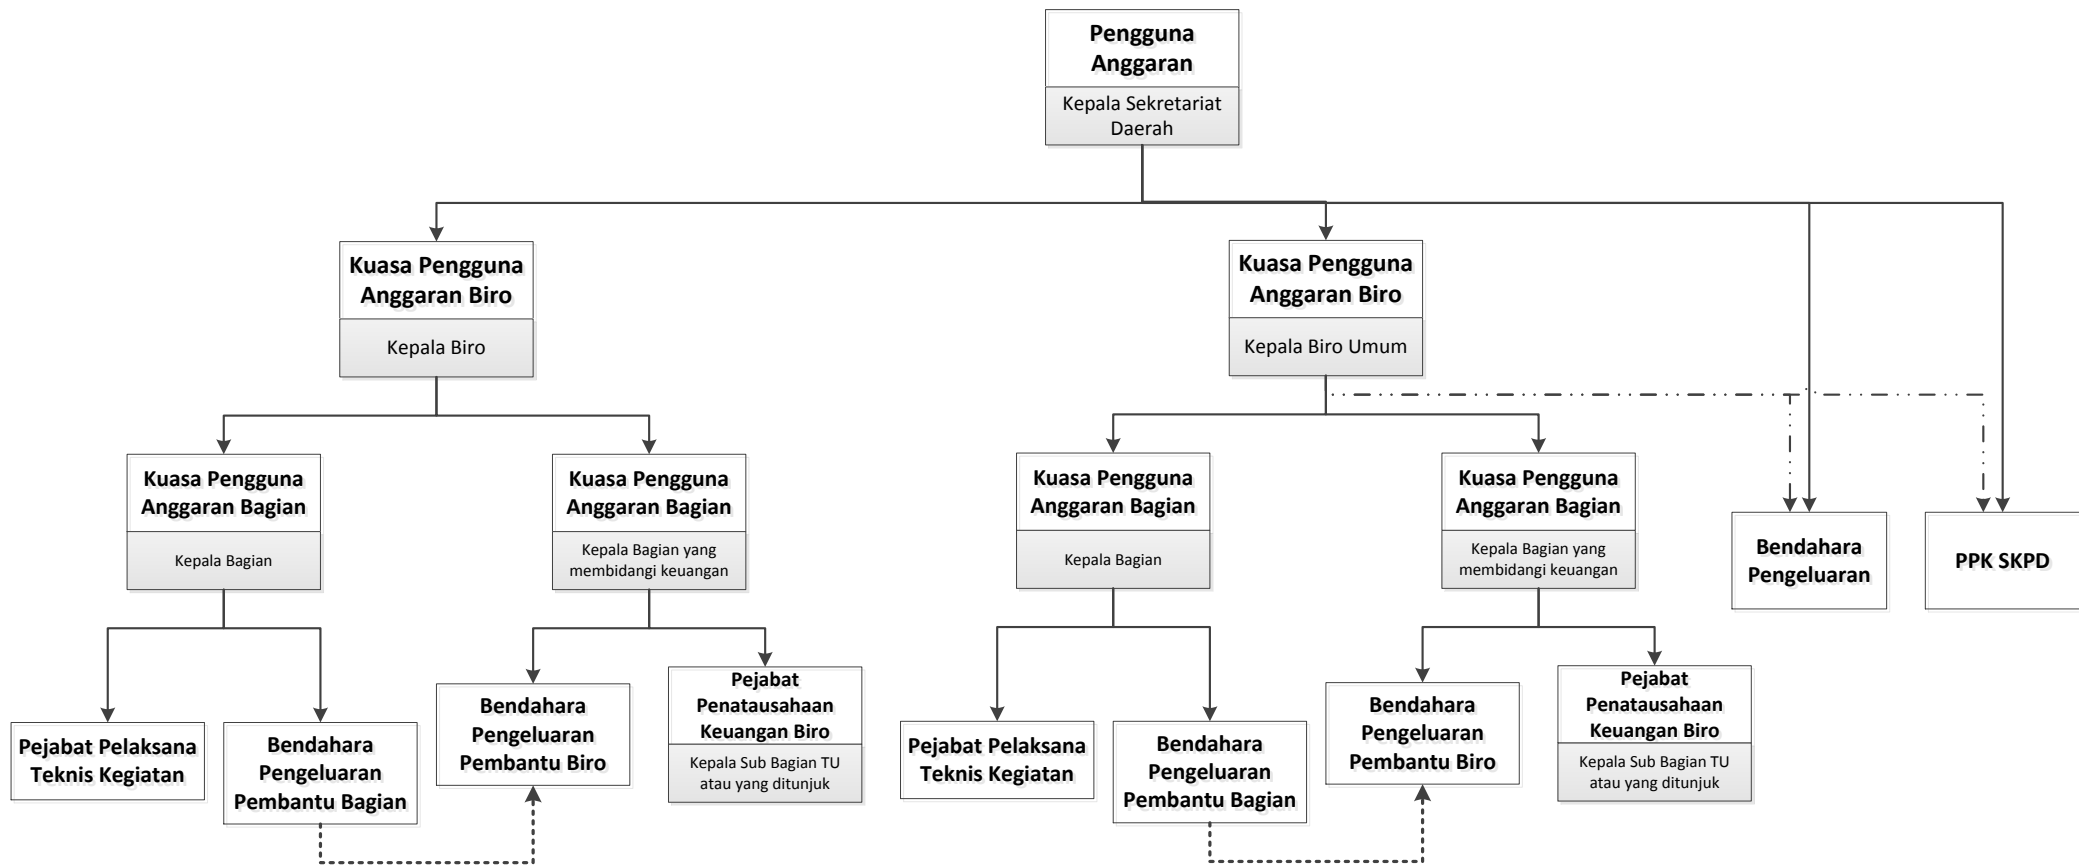 Pengguna
Anggaran
Kepala Sekretariat
Daerah
Kuasa Pengguna
Anggaran Biro
Kepala Biro
Kuasa Pengguna
Anggaran Biro
Kepala Biro Umum
Kuasa Pengguna
Anggaran Bagian
Kepala Bagian
Kuasa Pengguna
Anggaran Bagian
Kepala Bagian yang
membidangi keuangan
Kuasa Pengguna
Anggaran Bagian
Kepala Bagian
Kuasa Pengguna
Anggaran Bagian
Kepala Bagian yang
membidangi keuangan
Bendahara
Pengeluaran
PPK SKPD
Pejabat Pelaksana
Teknis Kegiatan
Bendahara
Pengeluaran
Pembantu Bagian
Bendahara
Pengeluaran
Pembantu Biro
Pejabat
Penatausahaan
Keuangan Biro
Kepala Sub Bagian TU
atau yang ditunjuk
Pejabat Pelaksana
Teknis Kegiatan
Bendahara
Pengeluaran
Pembantu Bagian
Bendahara
Pengeluaran
Pembantu Biro
Pejabat
Penatausahaan
Keuangan Biro
Kepala Sub Bagian TU
atau yang ditunjuk